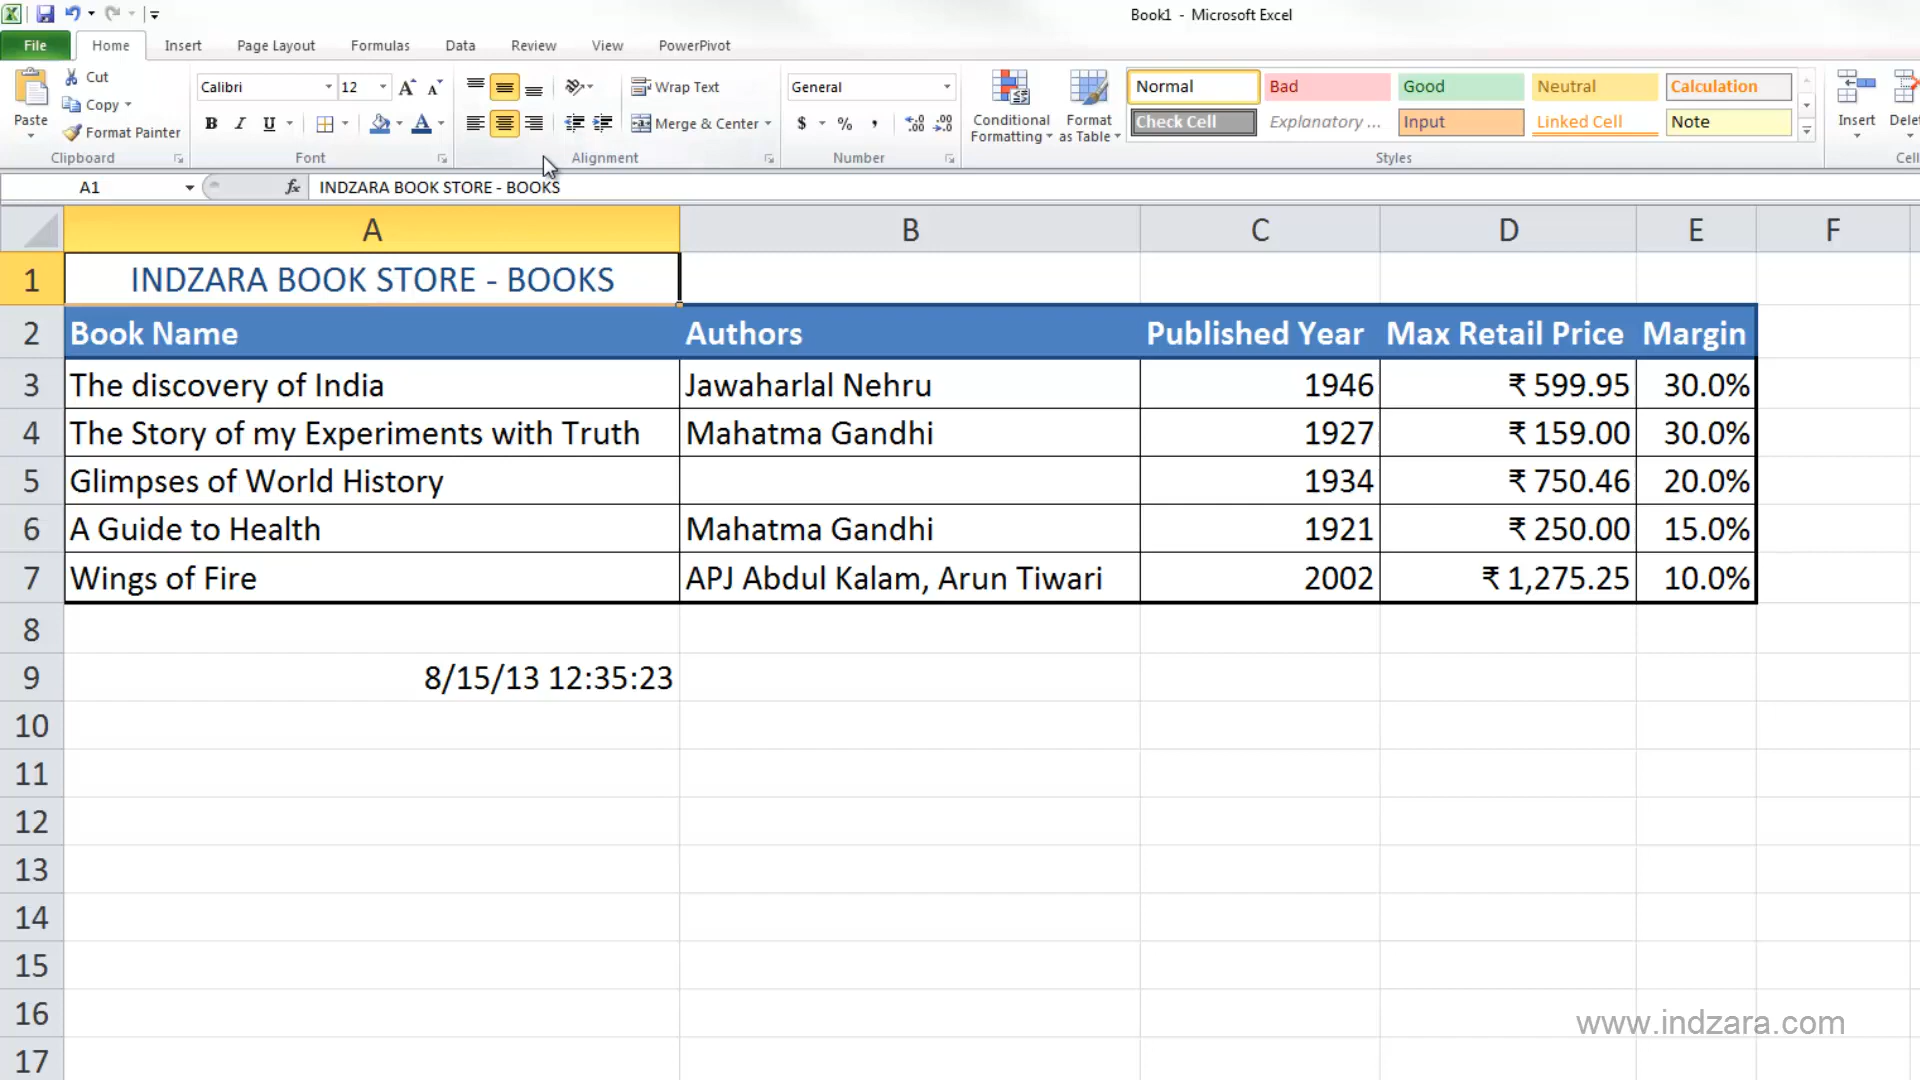 Book1 - Microsoft Excel
File Home Insert Page Layout Formulas Data Review View PowerPivot
Paste
Cut
Copy
Format Painter
Clipboard
Calibri 12
B I U
Font
Wrap Text
Merge & Center
Alignment
General
$ % ,
Number
Conditional Formatting
Format as Table
Normal Bad Good Neutral Calculation
Check Cell Explanatory ... Input Linked Cell Note
Styles
Insert
A1 fx INDZARA BOOK STORE - BOOKS
A B C D E F
1 INDZARA BOOK STORE - BOOKS
2 Book Name Authors Published Year Max Retail Price Margin
3 The discovery of India Jawaharlal Nehru 1946 ₹ 599.95 30.0%
4 The Story of my Experiments with Truth Mahatma Gandhi 1927 ₹ 159.00 30.0%
5 Glimpses of World History 1934 ₹ 750.46 20.0%
6 A Guide to Health Mahatma Gandhi 1921 ₹ 250.00 15.0%
7 Wings of Fire APJ Abdul Kalam, Arun Tiwari 2002 ₹ 1,275.25 10.0%
8
9 8/15/13 12:35:23
10
11
12
13
14
15
16
www.indzara.com
17